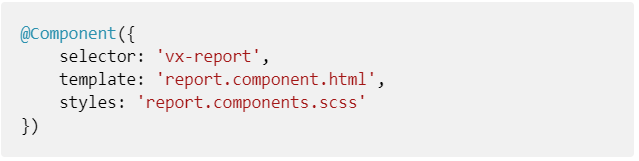 @Component({
    selector: 'vx-report',
    template: 'report.component.html',
    styles: 'report.components.scss'
})